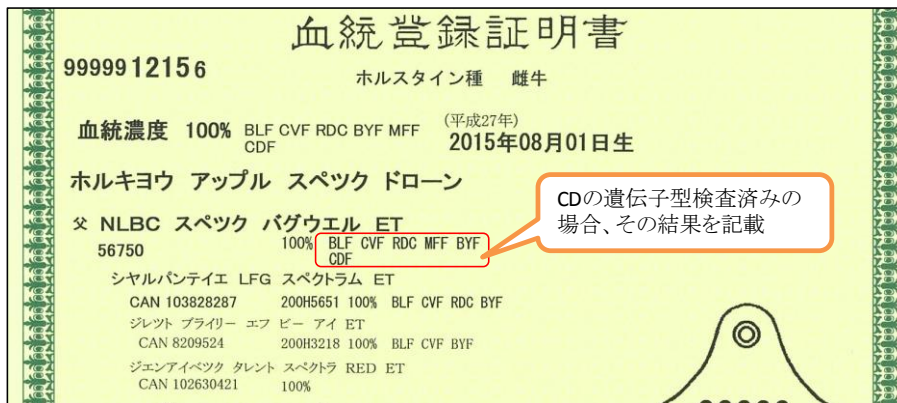 血統登録証明書
9999912156
ホルスタイン種 雌牛
血統濃度 100% BLF CVF RDC BYF MFF
CDF
(平成27年)
2015年08月01日生
ホルキヨウ アップル スペツク ドローン
父 NLBC スペツク バグウエル ET
56750 100% BLF CVF RDC MFF BYF
CDF
CDの遺伝子型検査済みの
場合、その結果を記載
シヤルパンテイエ LFG スペクトラム ET
CAN 103828287 200H5651 100% BLF CVF RDC BYF
ジレツト ブライリー エフ ビー アイ ET
CAN 8209524 200H3218 100% BLF CVF BYF
ジエンアイベツク タレント スペクトラ RED ET
CAN 102630421 100%